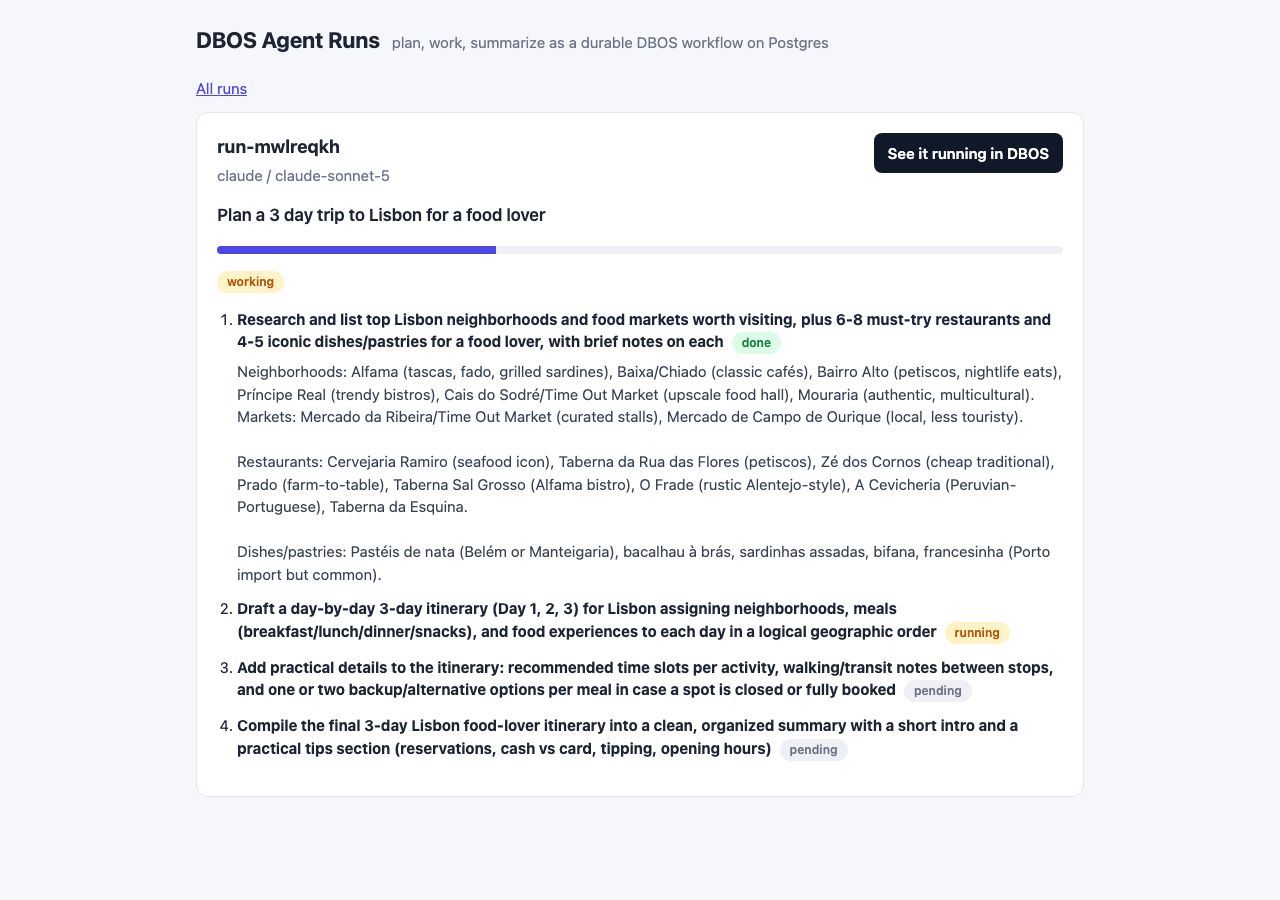 DBOS Agent Runs plan, work, summarize as a durable DBOS workflow on Postgres
All runs
run-mwlreqkh
See it running in DBOS
claude / claude-sonnet-5
Plan a 3 day trip to Lisbon for a food lover
working
1. Research and list top Lisbon neighborhoods and food markets worth visiting, plus 6-8 must-try restaurants and
4-5 iconic dishes/pastries for a food lover, with brief notes on each done
Neighborhoods: Alfama (tascas, fado, grilled sardines), Baixa/Chiado (classic cafés), Bairro Alto (petiscos, nightlife eats),
Príncipe Real (trendy bistros), Cais do Sodré/Time Out Market (upscale food hall), Mouraria (authentic, multicultural).
Markets: Mercado da Ribeira/Time Out Market (curated stalls), Mercado de Campo de Ourique (local, less touristy).
Restaurants: Cervejaria Ramiro (seafood icon), Taberna da Rua das Flores (petiscos), Zé dos Cornos (cheap traditional),
Prado (farm-to-table), Taberna Sal Grosso (Alfama bistro), O Frade (rustic Alentejo-style), A Cevicheria (Peruvian-
Portuguese), Taberna da Esquina.
Dishes/pastries: Pastéis de nata (Belém or Manteigaria), bacalhau à brás, sardinhas assadas, bifana, francesinha (Porto
import but common).
2. Draft a day-by-day 3-day itinerary (Day 1, 2, 3) for Lisbon assigning neighborhoods, meals
(breakfast/lunch/dinner/snacks), and food experiences to each day in a logical geographic order running
3. Add practical details to the itinerary: recommended time slots per activity, walking/transit notes between stops,
and one or two backup/alternative options per meal in case a spot is closed or fully booked pending
4. Compile the final 3-day Lisbon food-lover itinerary into a clean, organized summary with a short intro and a
practical tips section (reservations, cash vs card, tipping, opening hours) pending